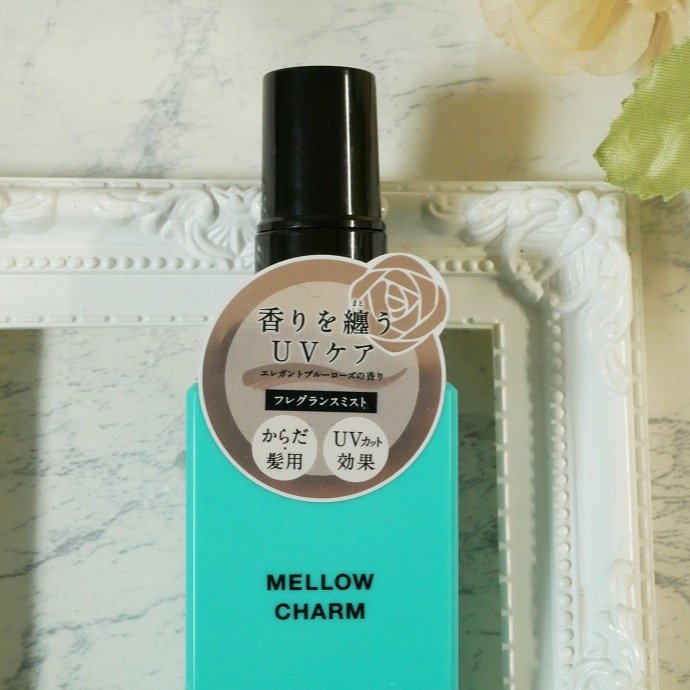 香りを纏う
まと
UVケア
エレガントブルーローズの香り
フレグランスミスト
からだ・
髪用
UVカット
効果
MELLOW
CHARM